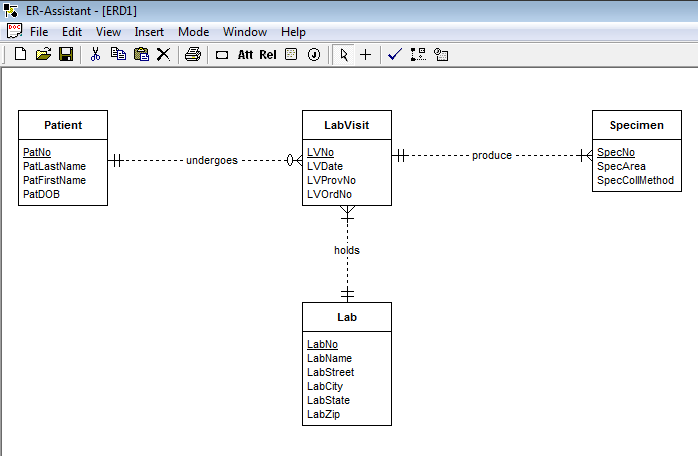 ER-Assistant - [ERD1]
File Edit View Insert Mode Window Help
Att Rel
Patient
PatNo
PatLastName
PatFirstName
PatDOB
undergoes
LabVisit
LVNo
LVDate
LVProvNo
LVOrdNo
produce
Specimen
SpecNo
SpecArea
SpecCollMethod
holds
Lab
LabNo
LabName
LabStreet
LabCity
LabState
LabZip